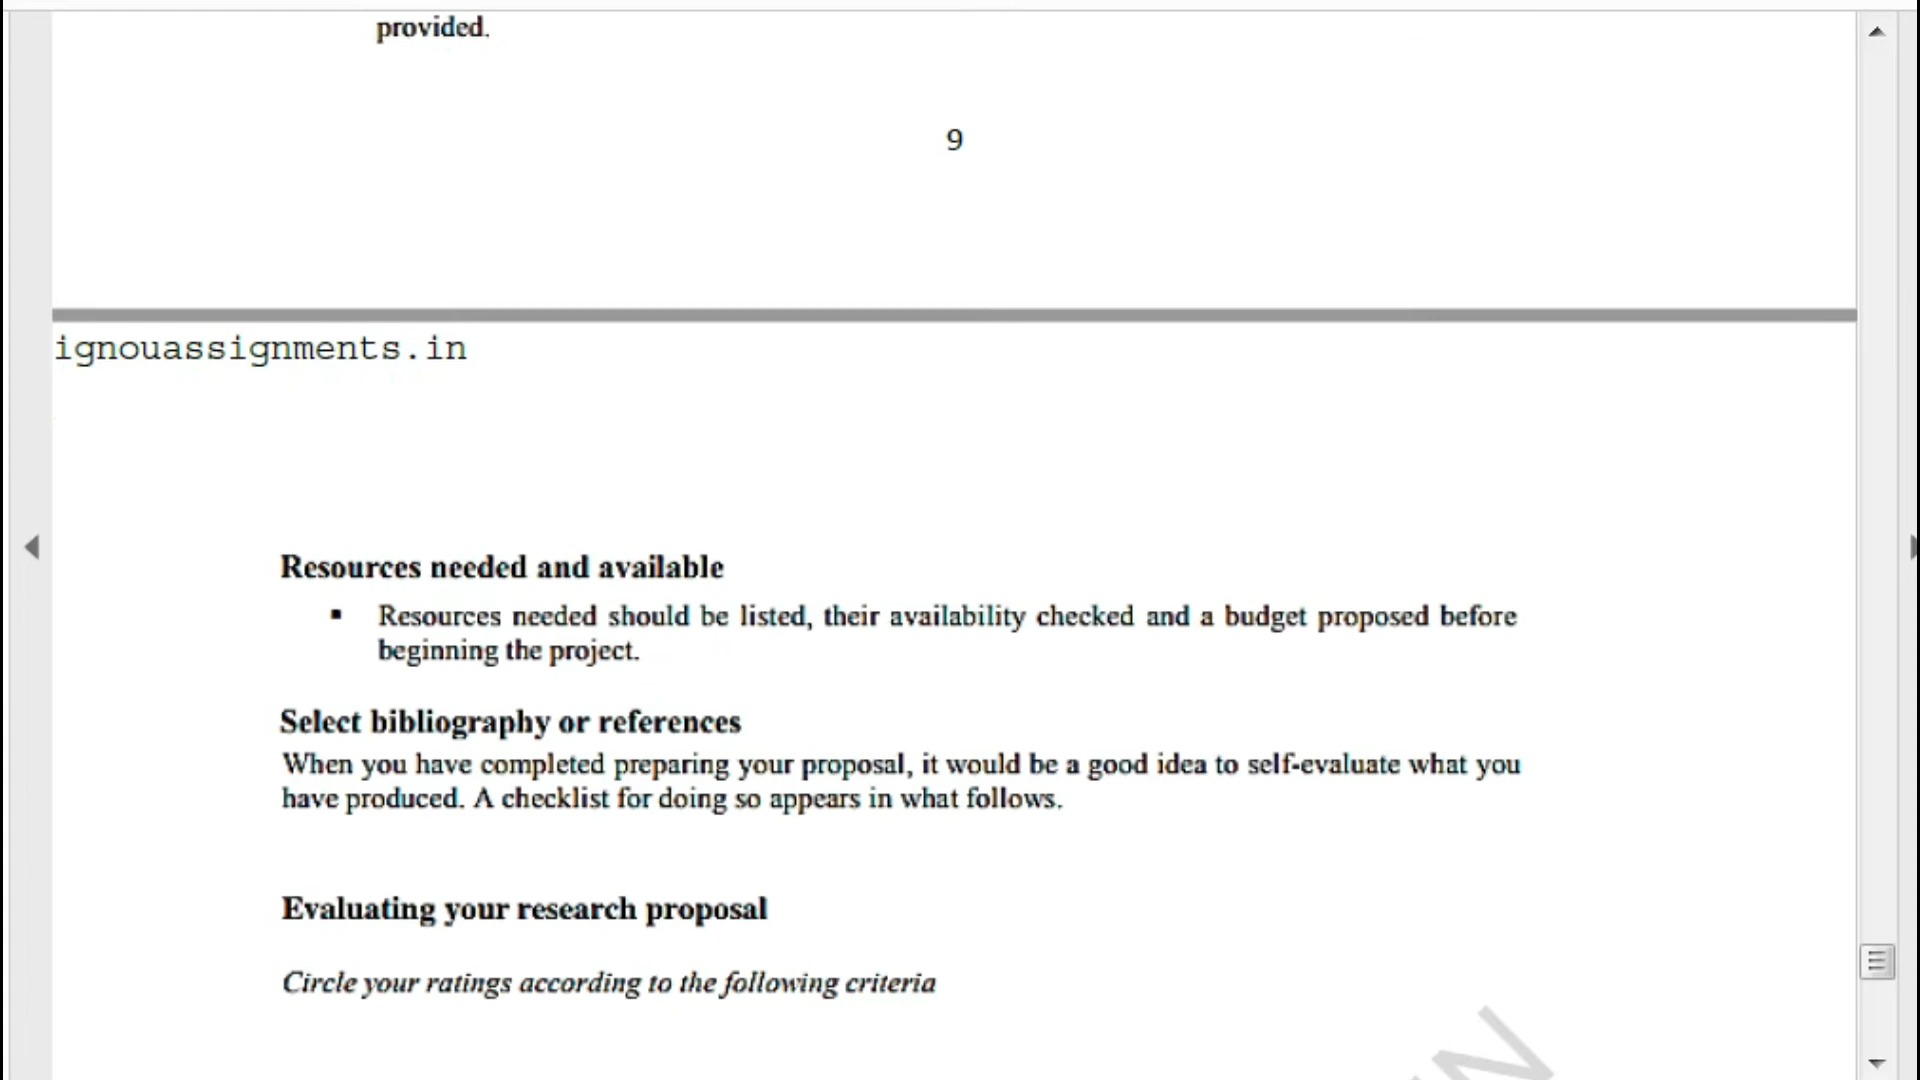 provided.
9
ignouassignments.in
Resources needed and available
▪ Resources needed should be listed, their availability checked and a budget proposed before
beginning the project.
Select bibliography or references
When you have completed preparing your proposal, it would be a good idea to self-evaluate what you
have produced. A checklist for doing so appears in what follows.
Evaluating your research proposal
Circle your ratings according to the following criteria